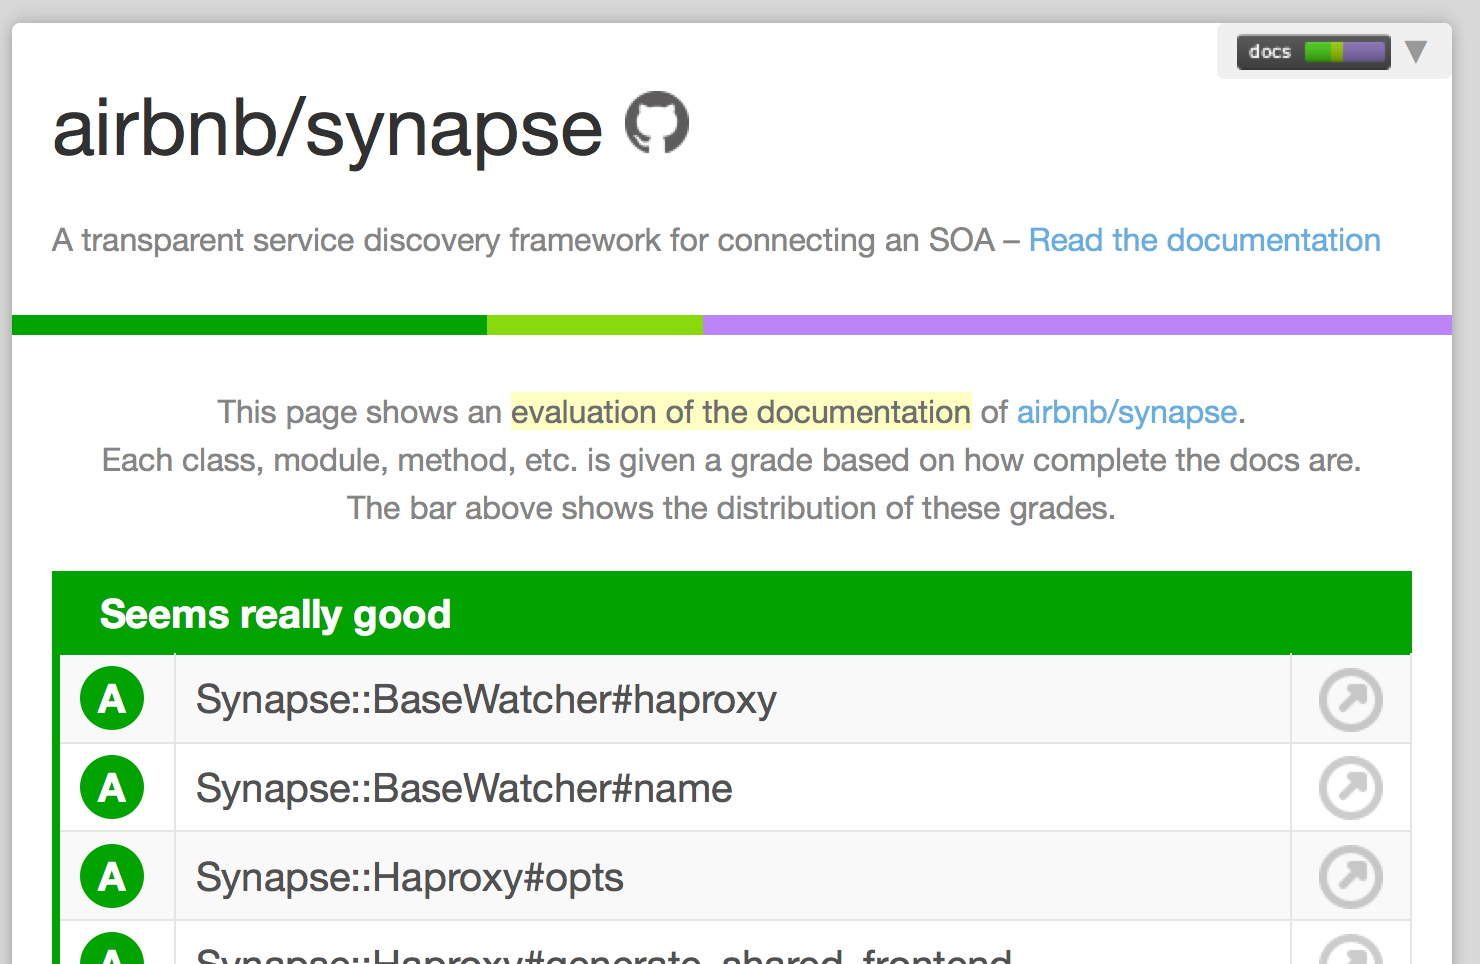 docs ▼
airbnb/synapse
A transparent service discovery framework for connecting an SOA – Read the documentation
This page shows an evaluation of the documentation of airbnb/synapse.
Each class, module, method, etc. is given a grade based on how complete the docs are.
The bar above shows the distribution of these grades.
Seems really good
A Synapse::BaseWatcher#haproxy
A Synapse::BaseWatcher#name
A Synapse::Haproxy#opts
A Synapse::Haproxy#generate_shared_frontend